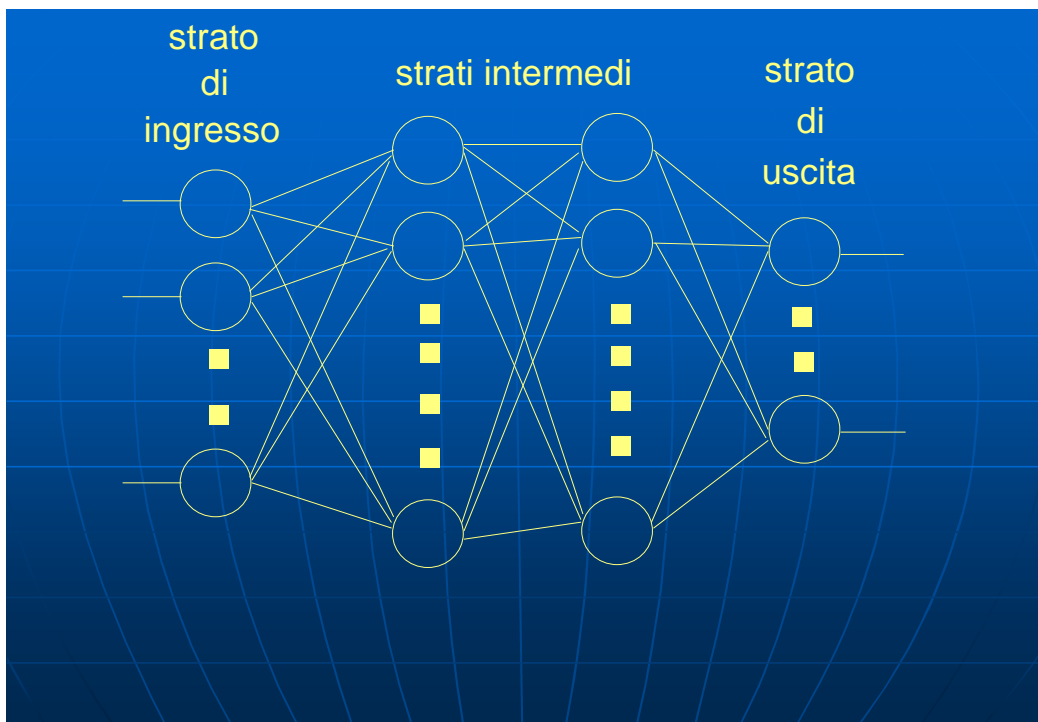 strato
di
ingresso
strati intermedi
strato
di
uscita